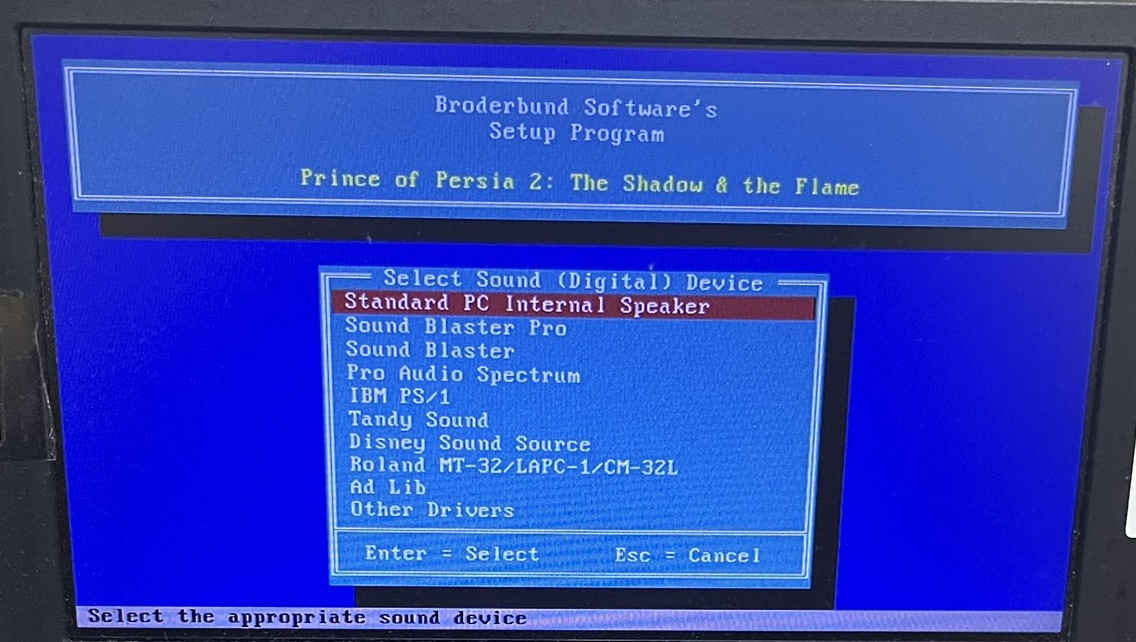 Broderbund Software's
Setup Program
Prince of Persia 2: The Shadow & the Flame
Select Sound (Digital) Device
Standard PC Internal Speaker
Sound Blaster Pro
Sound Blaster
Pro Audio Spectrum
IBM PS/1
Tandy Sound
Disney Sound Source
Roland MT-32/LAPC-1/CM-32L
Ad Lib
Other Drivers
Enter = Select Esc = Cancel
Select the appropriate sound device